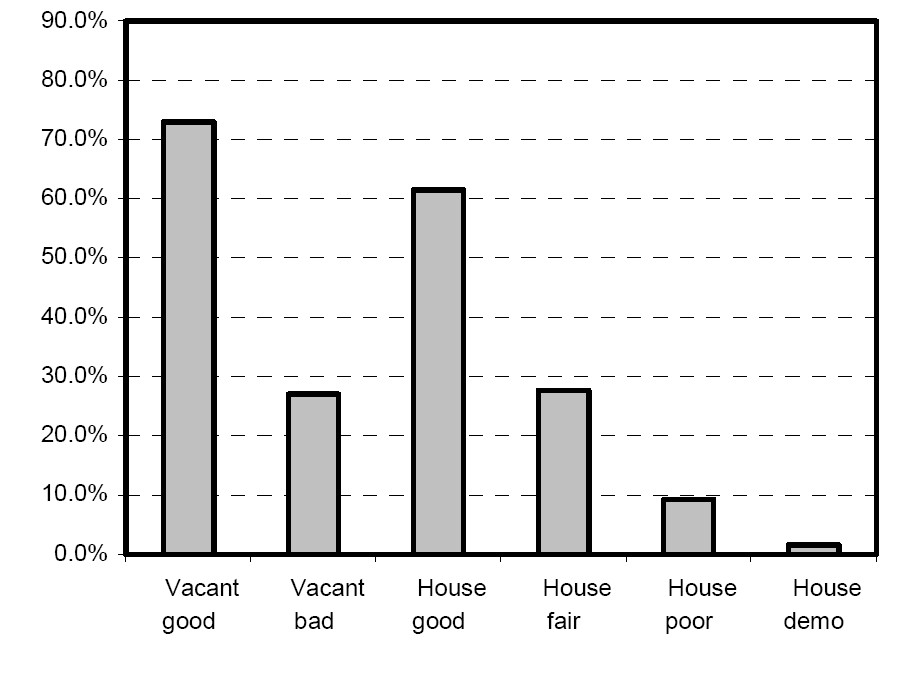 90.0%
80.0%
70.0%
60.0%
50.0%
40.0%
30.0%
20.0%
10.0%
0.0%
Vacant good
Vacant bad
House good
House fair
House poor
House demo